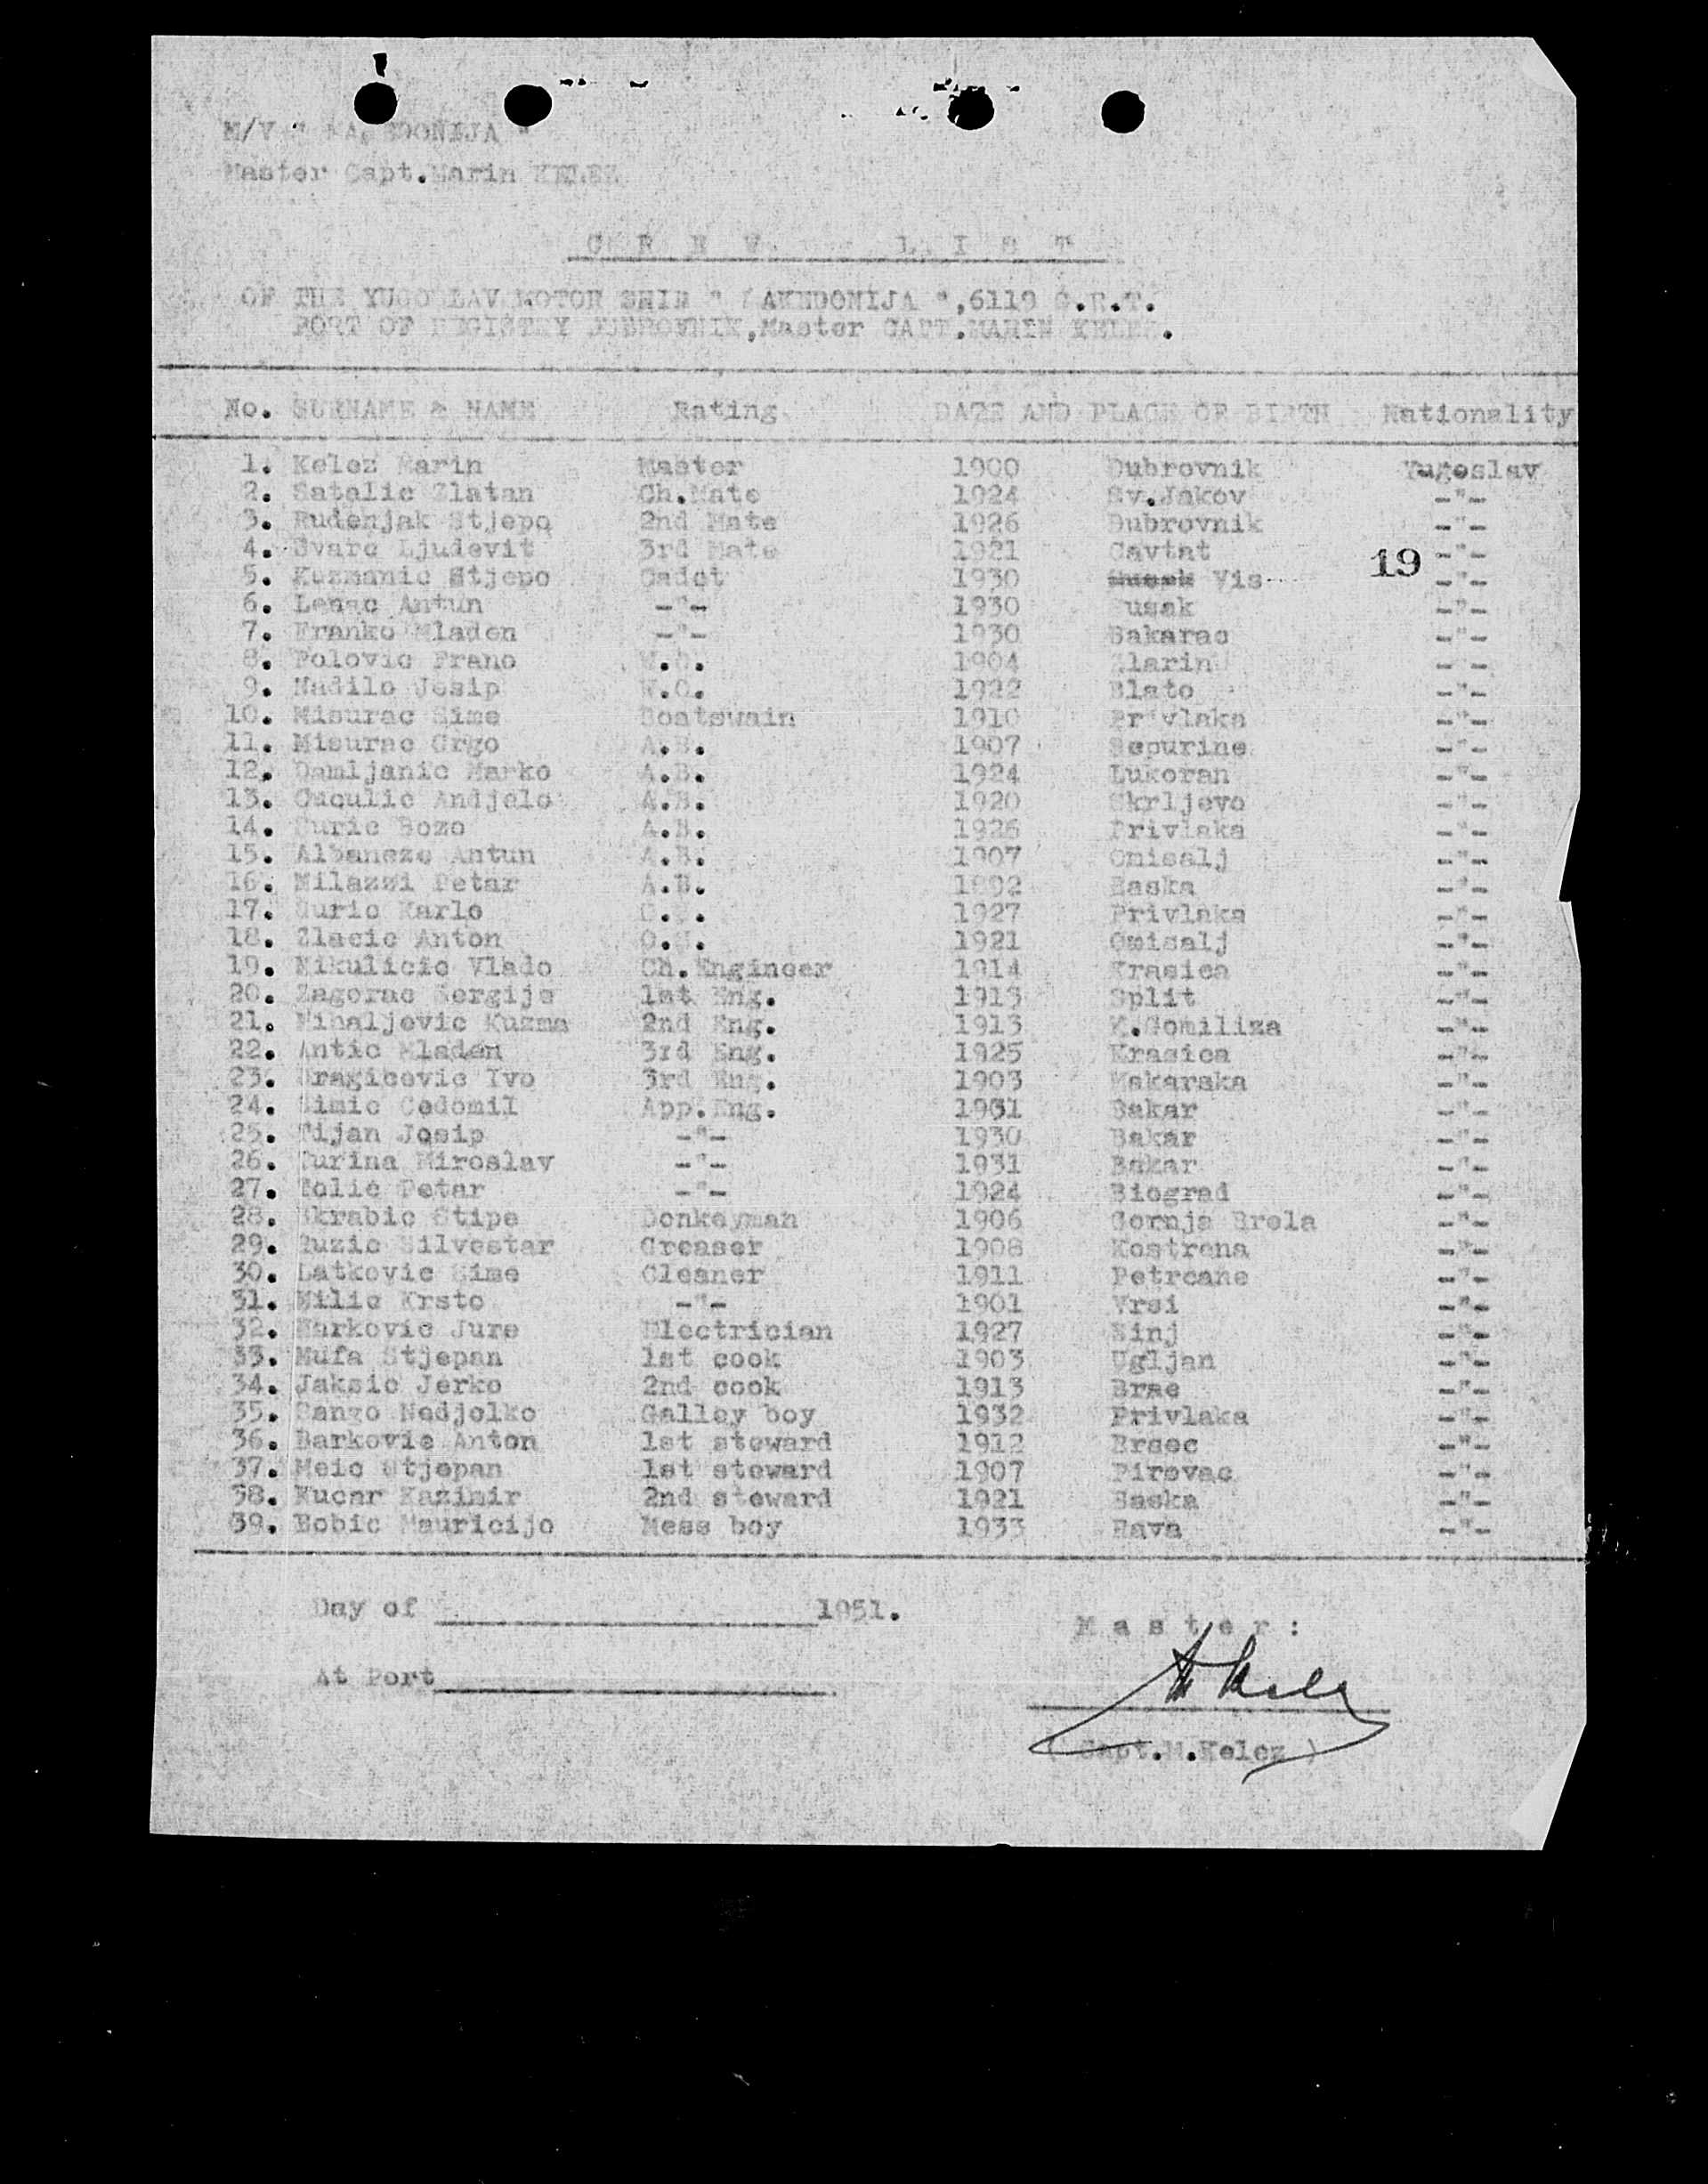 M/V " MAKEDONIJA "
Master Capt.Marin KELEZ
C R E W L I S T
OF THE YUGOSLAV MOTOR SHIP " MAKEDONIJA ",6119 G.R.T.
PORT OF REGISTRY DUBROVNIK,Master CAPT.MARIN KELEZ.
No. SURNAME & NAME Rating DATE AND PLACE OF BIRTH Nationality
1. Kelez Marin Master 1900 Dubrovnik Yugoslav
2. Satalic Zlatan Ch.Mate 1924 Sv.Jakov -"-
3. Rudenjak Stjepo 2nd Mate 1926 Dubrovnik -"-
4. Svarc Ljudevit 3rd Mate 1921 Cavtat -"-
19
5. Kuzmanic Stjepo Cadet 1930 Vis -"-
6. Lenac Antun -"- 1930 Susak -"-
7. Franko Mladen -"- 1930 Bakarac -"-
8. Polovic Frano W.O. 1904 Zlarin -"-
9. Madilo Josip W.O. 1922 Blato -"-
10. Misurac Sime Boatswain 1910 Privlaka -"-
11. Misurac Grgo A.B. 1907 Sepurine -"-
12. Damljanic Marko A.B. 1924 Lukoran -"-
13. Cuculic Andjelo A.B. 1920 Skrljevo -"-
14. Suric Bozo A.B. 1926 Privlaka -"-
15. Albaneze Antun A.B. 1907 Omisalj -"-
16. Milazzi Petar A.B. 1892 Baska -"-
17. Suric Karlo O.S. 1927 Privlaka -"-
18. Zlacic Anton O.S. 1921 Omisalj -"-
19. Mikulicic Vlado Ch.Engineer 1914 Krasica -"-
20. Zagorac Sergije 1st Eng. 1913 Split -"-
21. Mihaljevic Kuzma 2nd Eng. 1913 K.Gomiliza -"-
22. Antic Mladen 3rd Eng. 1925 Krasica -"-
23. Dragicevic Ivo 3rd Eng. 1903 Makarska -"-
24. Simic Cedomil App.Eng. 1931 Bakar -"-
25. Tijan Josip -"- 1930 Bakar -"-
26. Turina Miroslav -"- 1931 Bakar -"-
27. Tolic Petar -"- 1924 Biograd -"-
28. Skrabic Stipe Donkeyman 1906 Gornja Brela -"-
29. Zuzic Silvestar Greaser 1908 Kostrena -"-
30. Latkovic Sime Cleaner 1911 Petrcane -"-
31. Milic Krsto -"- 1901 Vrsi -"-
32. Markovic Jure Electrician 1927 Sinj -"-
33. Mufa Stjepan 1st cook 1903 Ugljan -"-
34. Jaksic Jerko 2nd cook 1913 Brac -"-
35. Banzo Nedjelko Galley boy 1932 Privlaka -"-
36. Barkovic Anton 1st steward 1912 Brsec -"-
37. Meic Stjepan 1st steward 1907 Pirovac -"-
38. Kucar Kazimir 2nd steward 1921 Baska -"-
39. Bobic Mauricijo Mess boy 1933 Rava -"-
Day of 1951.
Master:
At Port
(Capt.M.Kelez )